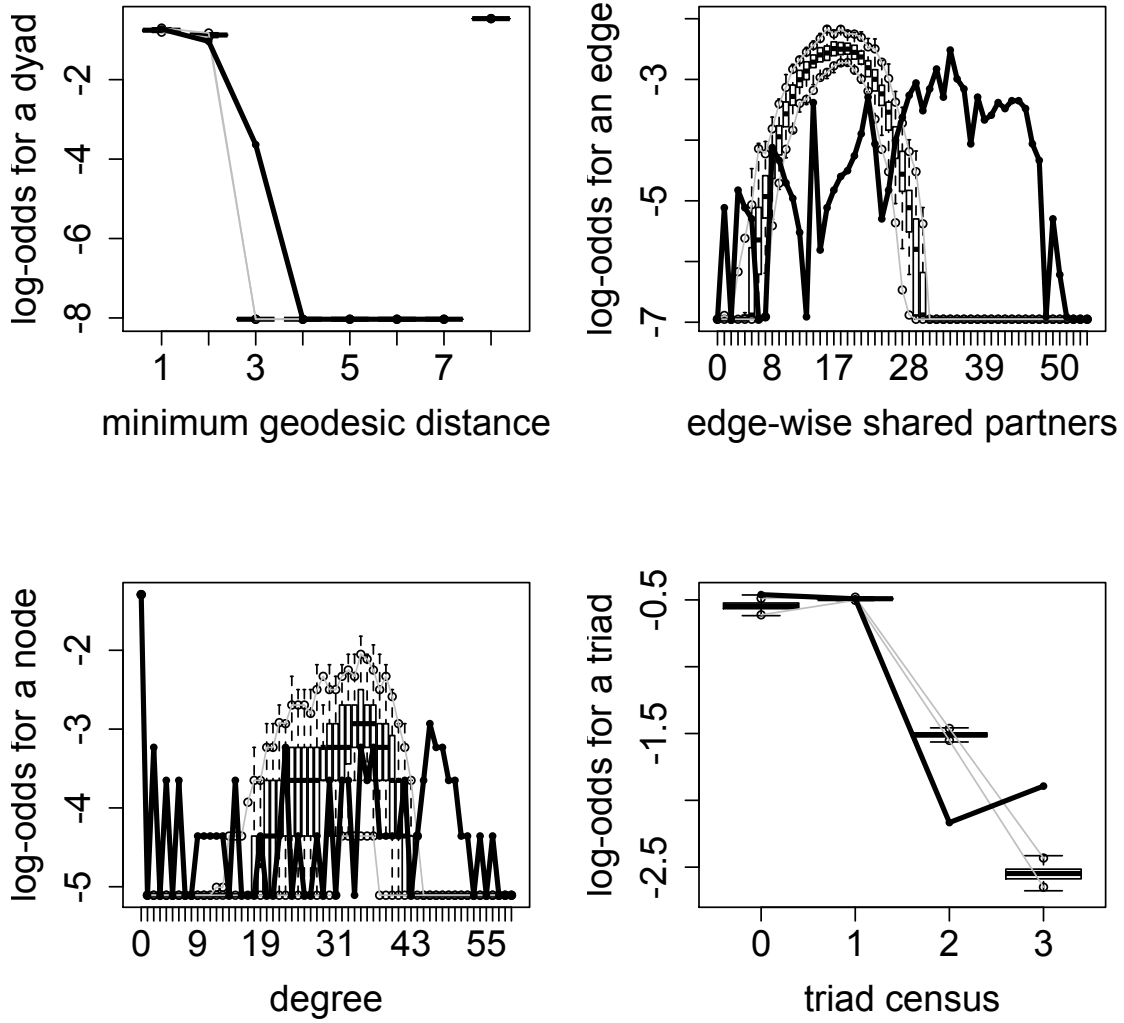 log-odds for a dyad
-2
-4
-6
-8
1 3 5 7
minimum geodesic distance
log-odds for an edge
-3
-5
-7
0 8 17 28 39 50
edge-wise shared partners
log-odds for a node
-2
-3
-4
-5
0 9 19 31 43 55
degree
log-odds for a triad
-0.5
-1.5
-2.5
0 1 2 3
triad census